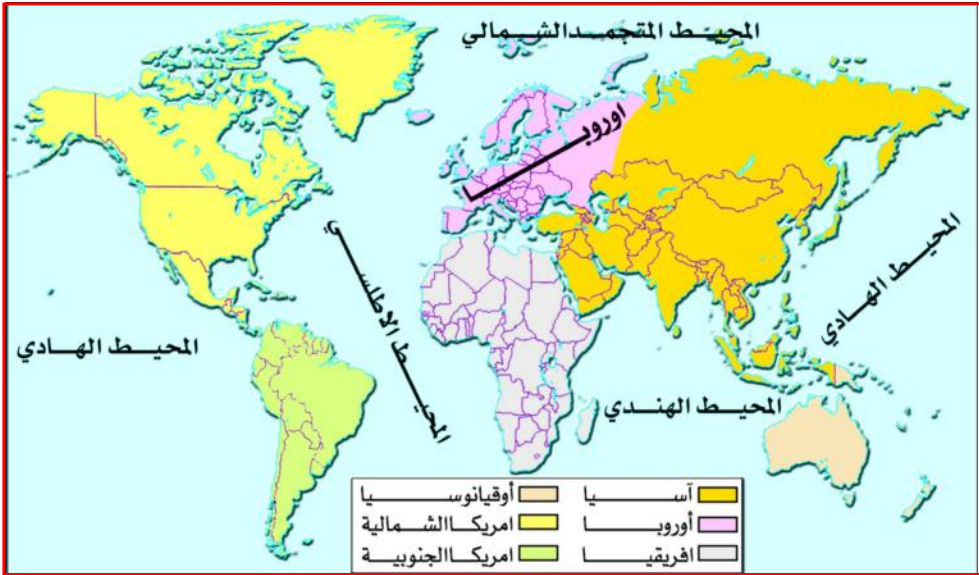 المحيط المتجمد الشمالي
اوروبا
المحيط الاطلسي
المحيط الهادي
المحيط الهادي
المحيط الهندي
آسيا
أوقيانوسيا
أوروبا
امريكا الشمالية
افريقيا
امريكا الجنوبية